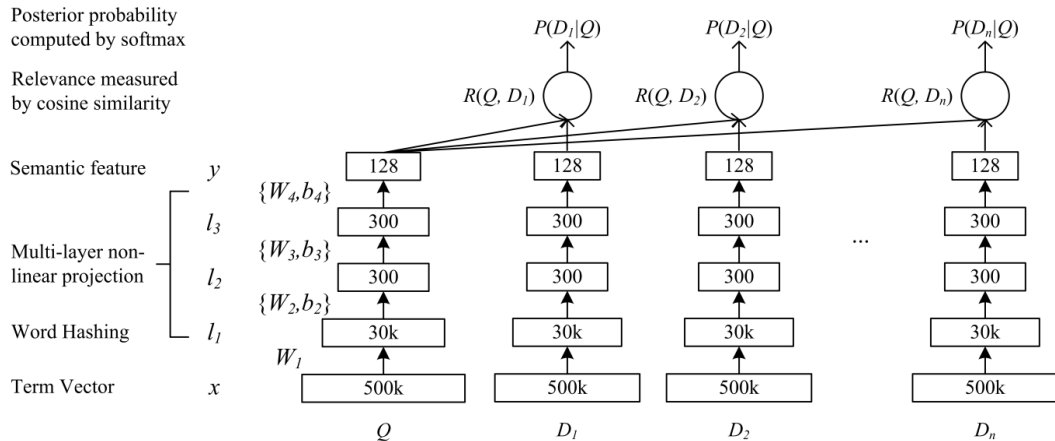 Posterior probability
computed by softmax
P(D₁|Q) P(D₂|Q) P(Dₙ|Q)
Relevance measured
by cosine similarity
R(Q, D₁) R(Q, D₂) R(Q, Dₙ)
Semantic feature y 128 128 128 128
{W₄,b₄}
l₃ 300 300 300 300
Multi-layer non-
linear projection
{W₃,b₃}
...
l₂ 300 300 300 300
{W₂,b₂}
Word Hashing l₁ 30k 30k 30k 30k
W₁
Term Vector x 500k 500k 500k 500k
Q D₁ D₂ Dₙ